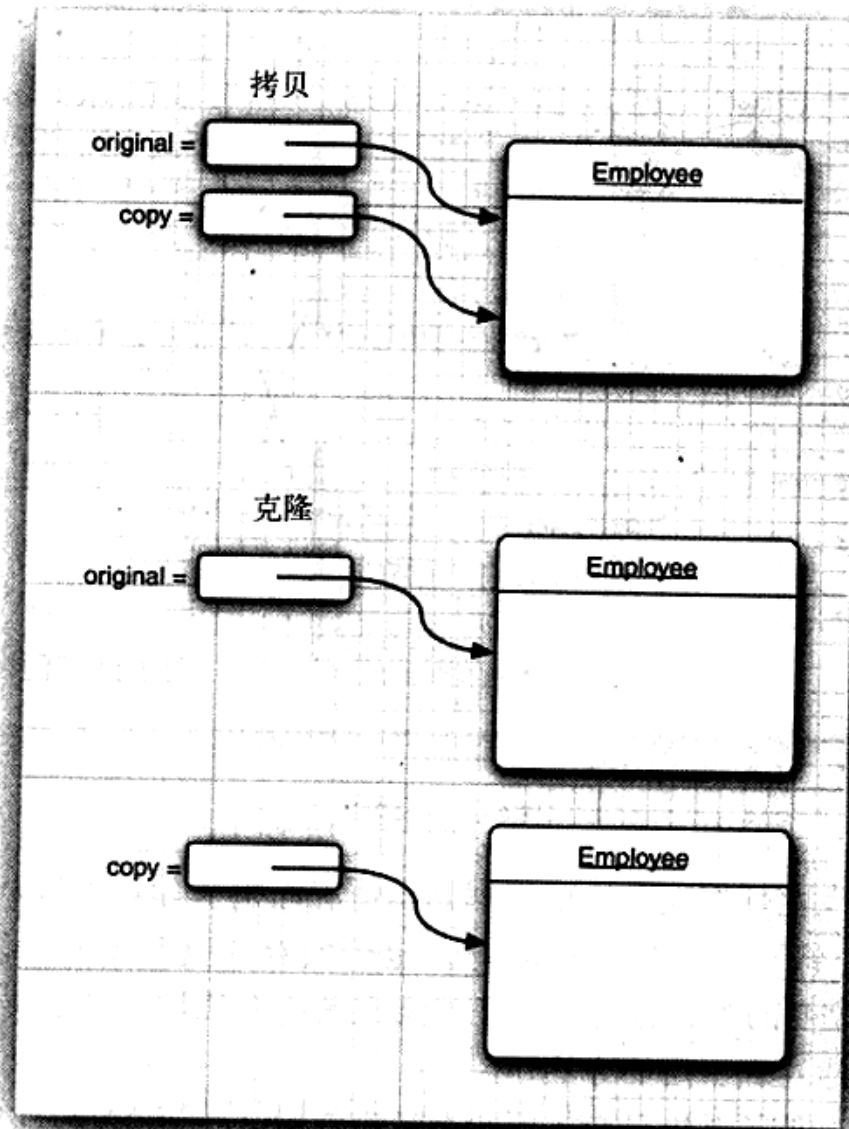 拷贝
original =
Employee
copy =
克隆
original =
Employee
copy =
Employee